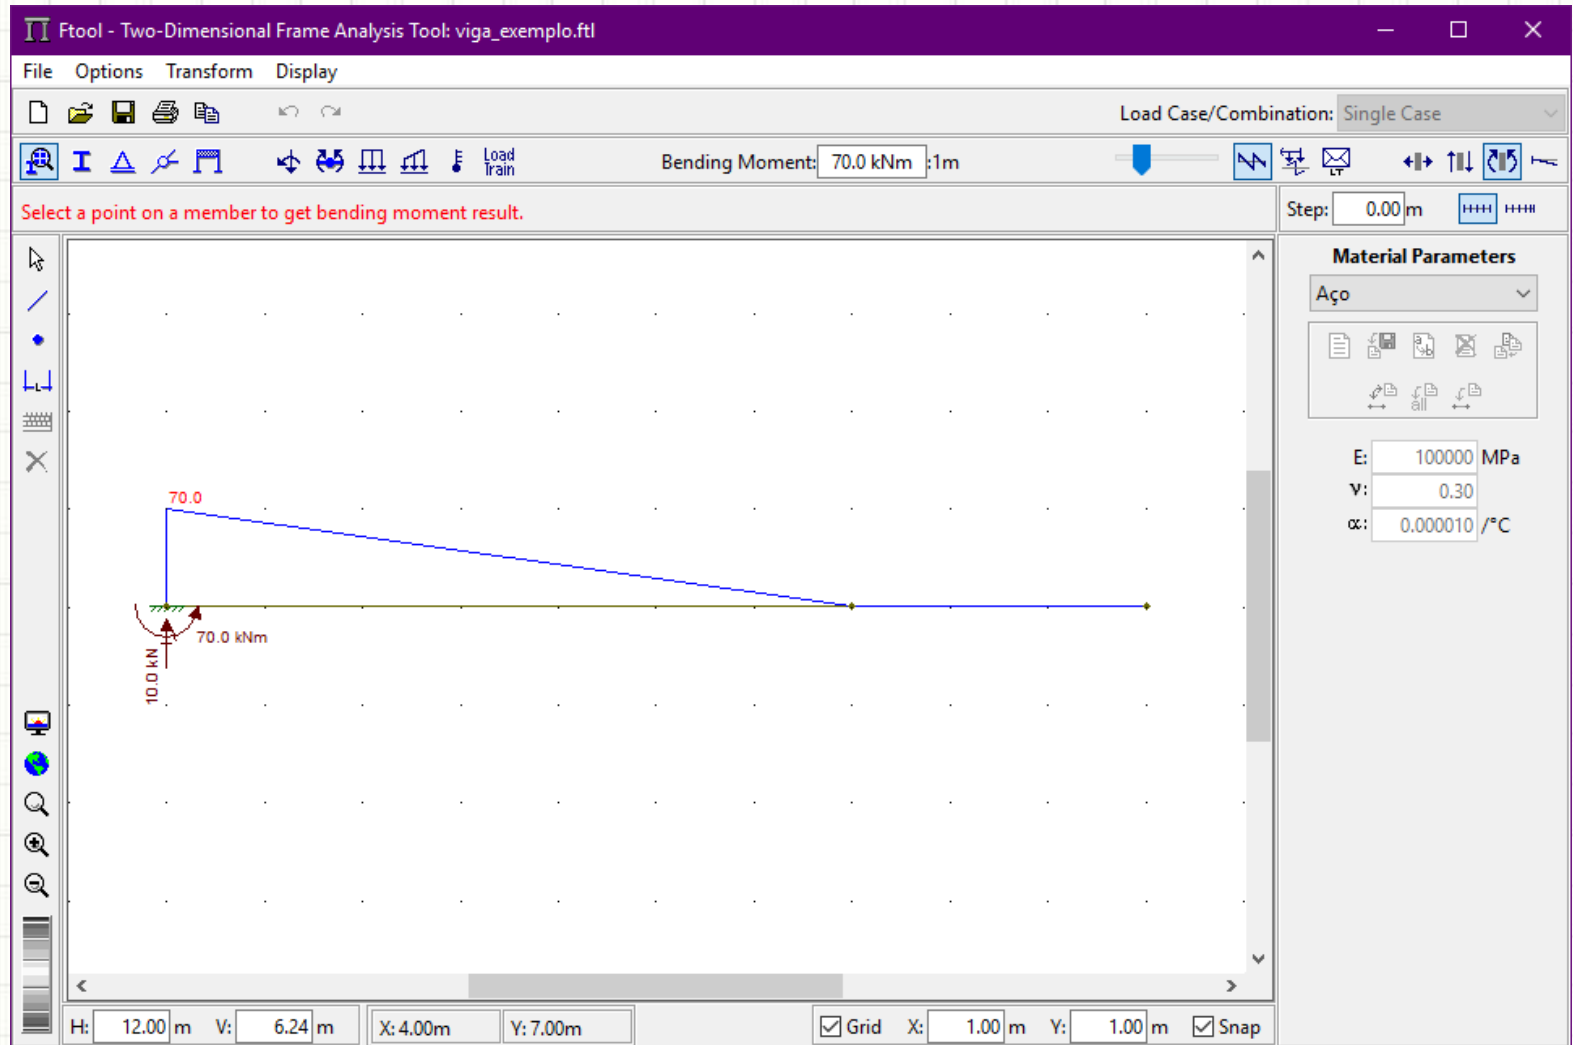 Ftool - Two-Dimensional Frame Analysis Tool: viga_exemplo.ftl
File Options Transform Display
Load Case/Combination: Single Case
Load Train
Bending Moment: 70.0 kNm :1m
LT
Select a point on a member to get bending moment result.
Step: 0.00 m
Material Parameters
Aço
a b
all
E: 100000 MPa
ν: 0.30
α: 0.000010 /°C
L
70.0
70.0 kNm
10.0 kN
H: 12.00 m V: 6.24 m X: 4.00m Y: 7.00m Grid X: 1.00 m Y: 1.00 m Snap